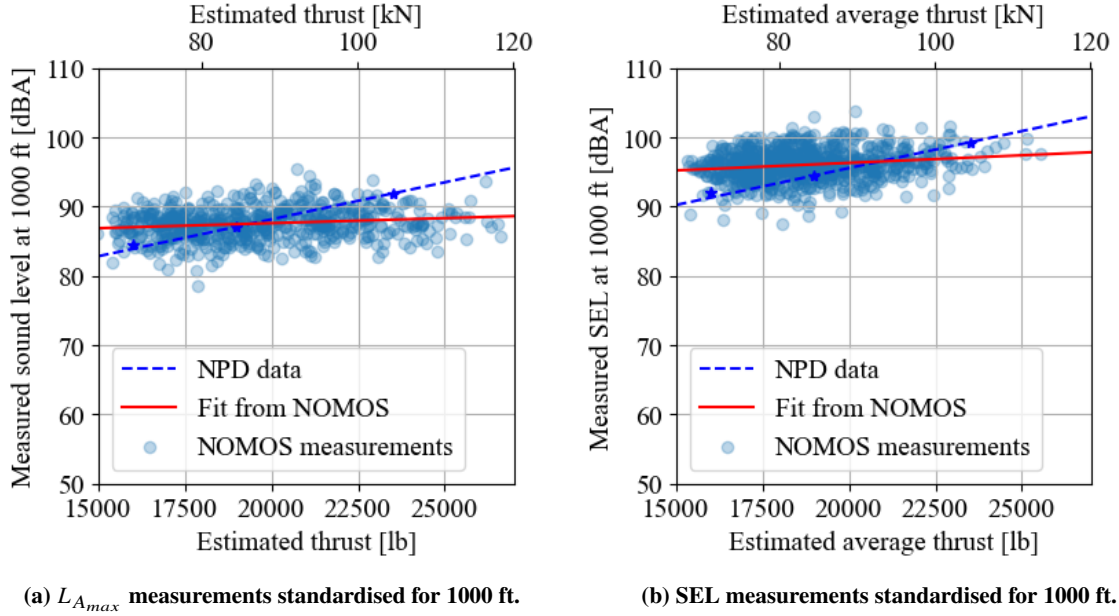 Estimated thrust [kN]
80 100 120
Measured sound level at 1000 ft [dBA]
110
100
90
80
70
60
50
NPD data
Fit from NOMOS
NOMOS measurements
15000 17500 20000 22500 25000
Estimated thrust [lb]
(a) L_{A_{max}} measurements standardised for 1000 ft.
Estimated average thrust [kN]
80 100 120
Measured SEL at 1000 ft [dBA]
110
100
90
80
70
60
50
NPD data
Fit from NOMOS
NOMOS measurements
15000 17500 20000 22500 25000
Estimated average thrust [lb]
(b) SEL measurements standardised for 1000 ft.